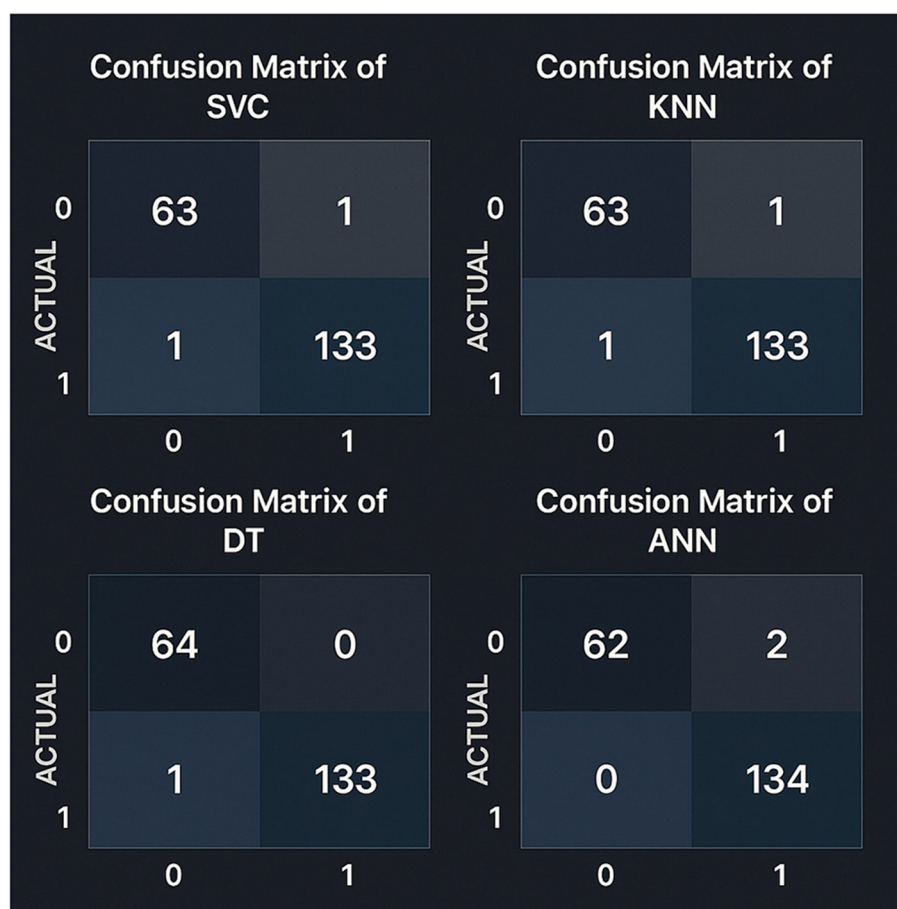 Confusion Matrix of
SVC
0
63
1
ACTUAL
1
133
1
0
1
Confusion Matrix of
KNN
0
63
1
ACTUAL
1
133
1
0
1
Confusion Matrix of
DT
0
64
0
ACTUAL
1
133
1
0
1
Confusion Matrix of
ANN
0
62
2
ACTUAL
0
134
1
0
1